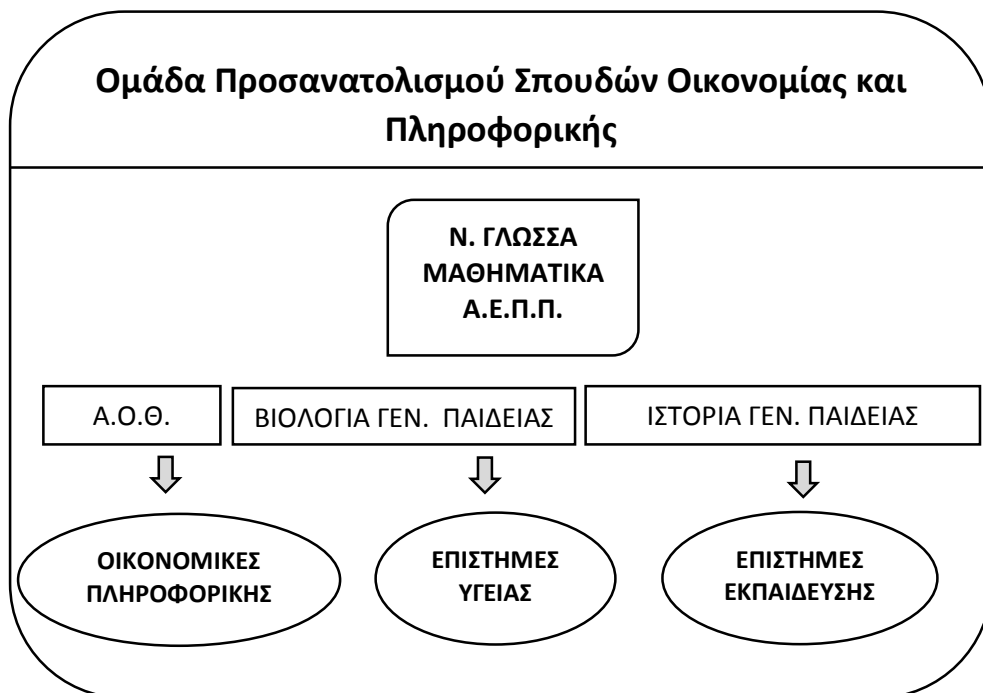 Ομάδα Προσανατολισμού Σπουδών Οικονομίας και
Πληροφορικής
Ν. ΓΛΩΣΣΑ
ΜΑΘΗΜΑΤΙΚΑ
Α.Ε.Π.Π.
Α.Ο.Θ.
ΒΙΟΛΟΓΙΑ ΓΕΝ. ΠΑΙΔΕΙΑΣ
ΙΣΤΟΡΙΑ ΓΕΝ. ΠΑΙΔΕΙΑΣ
ΟΙΚΟΝΟΜΙΚΕΣ
ΠΛΗΡΟΦΟΡΙΚΗΣ
ΕΠΙΣΤΗΜΕΣ
ΥΓΕΙΑΣ
ΕΠΙΣΤΗΜΕΣ
ΕΚΠΑΙΔΕΥΣΗΣ